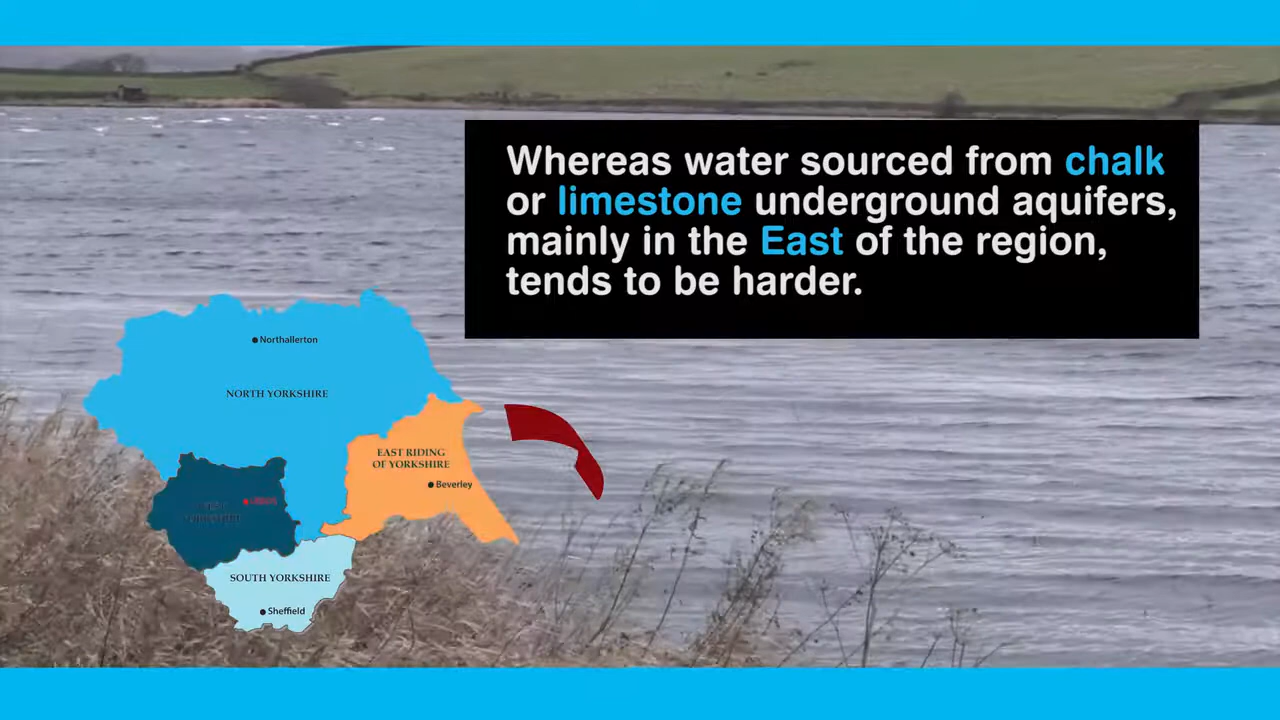 Whereas water sourced from chalk
or limestone underground aquifers,
mainly in the East of the region,
tends to be harder.
Northallerton
NORTH YORKSHIRE
EAST RIDING
OF YORKSHIRE
Beverley
YORKSHIRE
SOUTH YORKSHIRE
Sheffield